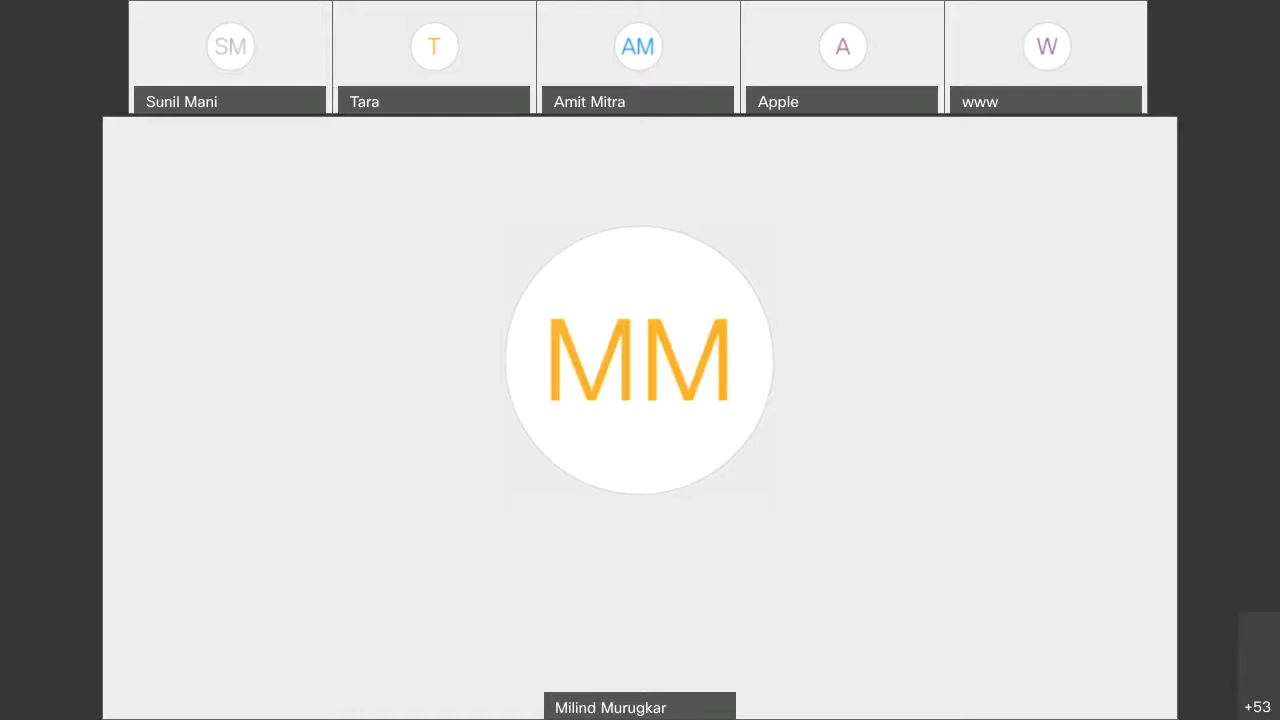 SM
T
AM
A
W
Sunil Mani
Tara
Amit Mitra
Apple
www
MM
Milind Murugkar
+53